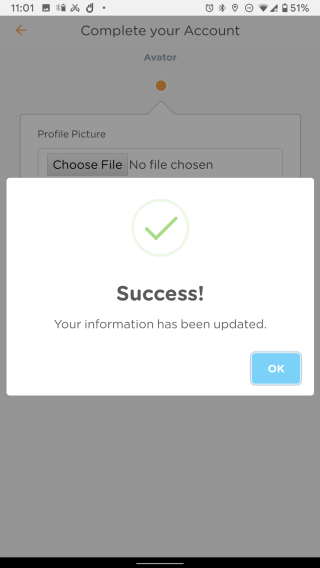 11:01
51%
Complete your Account
Avator
Profile Picture
Choose File No file chosen
Success!
Your information has been updated.
OK